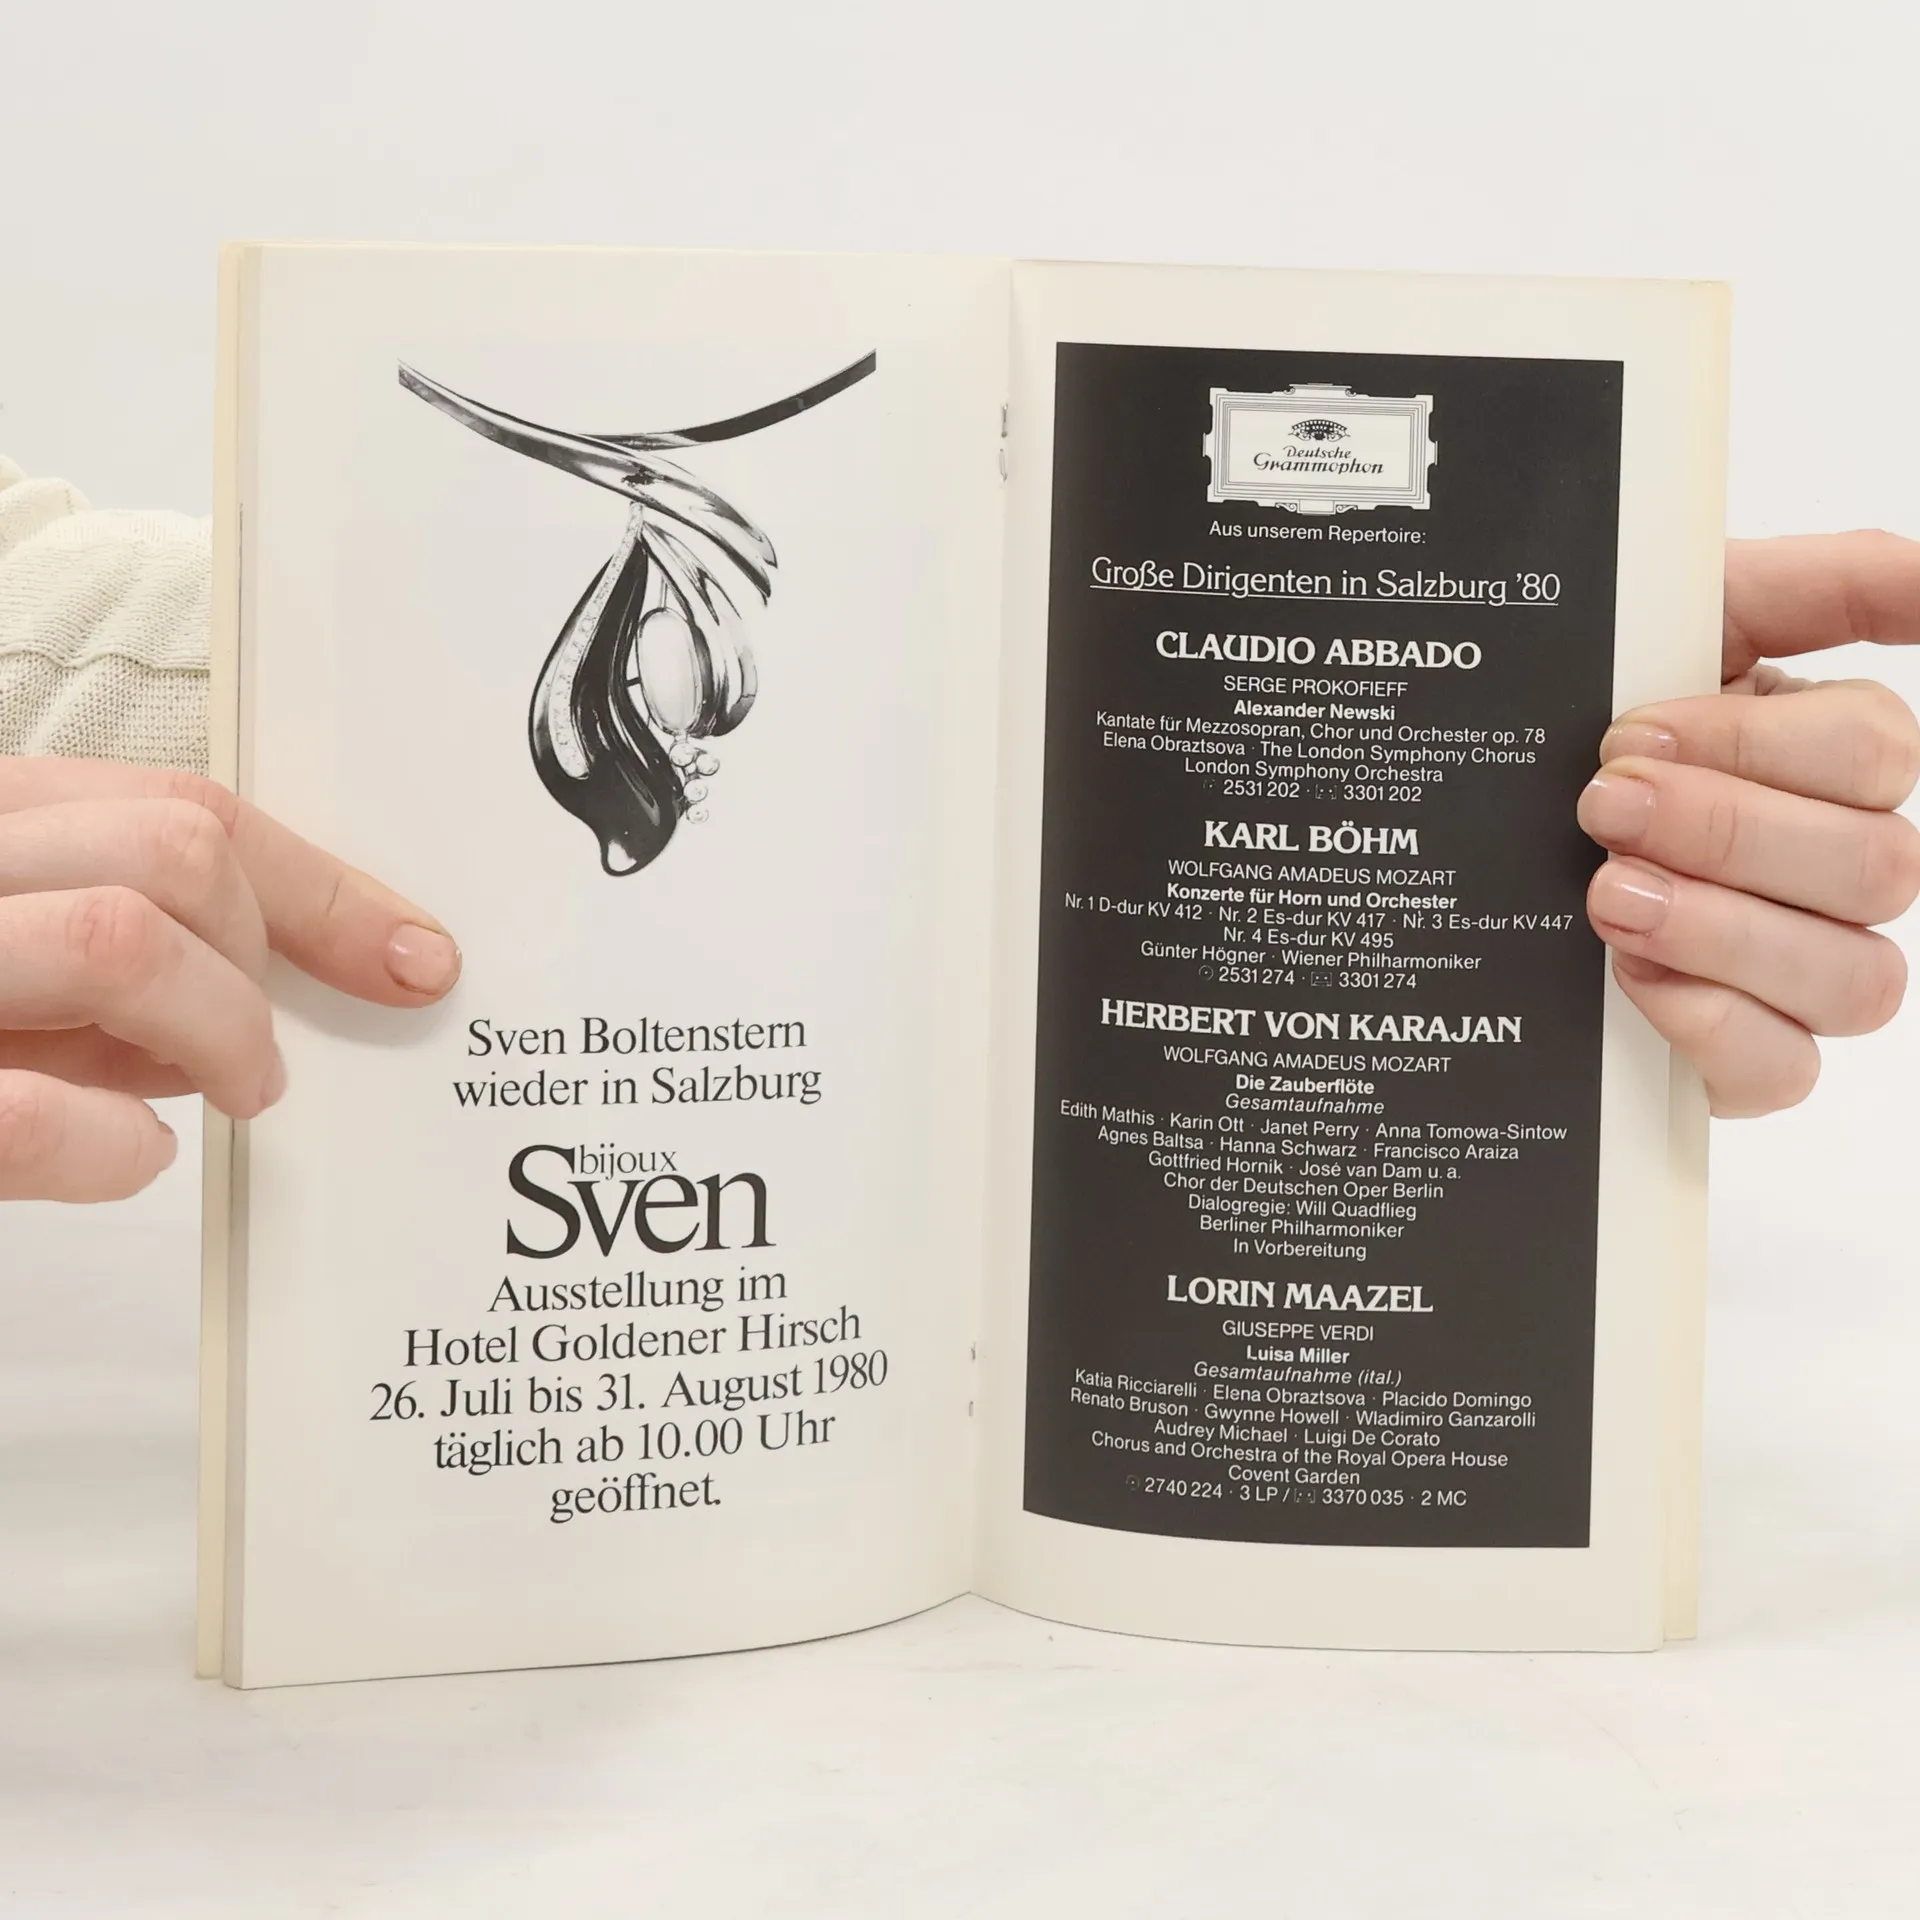 Sven Boltenstern
wieder in Salzburg
bijoux
Sven
Ausstellung im
Hotel Goldener Hirsch
26. Juli bis 31. August 1980
täglich ab 10.00 Uhr
geöffnet.
Deutsche
Grammophon
Aus unserem Repertoire:
Große Dirigenten in Salzburg '80
CLAUDIO ABBADO
SERGE PROKOFIEFF
Alexander Newski
Kantate für Mezzosopran, Chor und Orchester op. 78
Elena Obraztsova · The London Symphony Chorus
London Symphony Orchestra
2531 202 · 3301 202
KARL BÖHM
WOLFGANG AMADEUS MOZART
Konzerte für Horn und Orchester
Nr. 1 D-dur KV 412 · Nr. 2 Es-dur KV 417 · Nr. 3 Es-dur KV 447
Nr. 4 Es-dur KV 495
Günter Högner · Wiener Philharmoniker
2531 274 · 3301 274
HERBERT VON KARAJAN
WOLFGANG AMADEUS MOZART
Die Zauberflöte
Gesamtaufnahme
Edith Mathis · Karin Ott · Janet Perry · Anna Tomowa-Sintow
Agnes Baltsa · Hanna Schwarz · Francisco Araiza
Gottfried Hornik · José van Dam u. a.
Chor der Deutschen Oper Berlin
Dialogregie: Will Quadflieg
Berliner Philharmoniker
In Vorbereitung
LORIN MAAZEL
GIUSEPPE VERDI
Luisa Miller
Gesamtaufnahme (ital.)
Katia Ricciarelli · Elena Obraztsova · Placido Domingo
Renato Bruson · Gwynne Howell · Wladimiro Ganzarolli
Audrey Michael · Luigi De Corato
Chorus and Orchestra of the Royal Opera House
Covent Garden
2740 224 · 3 LP / 3370 035 · 2 MC